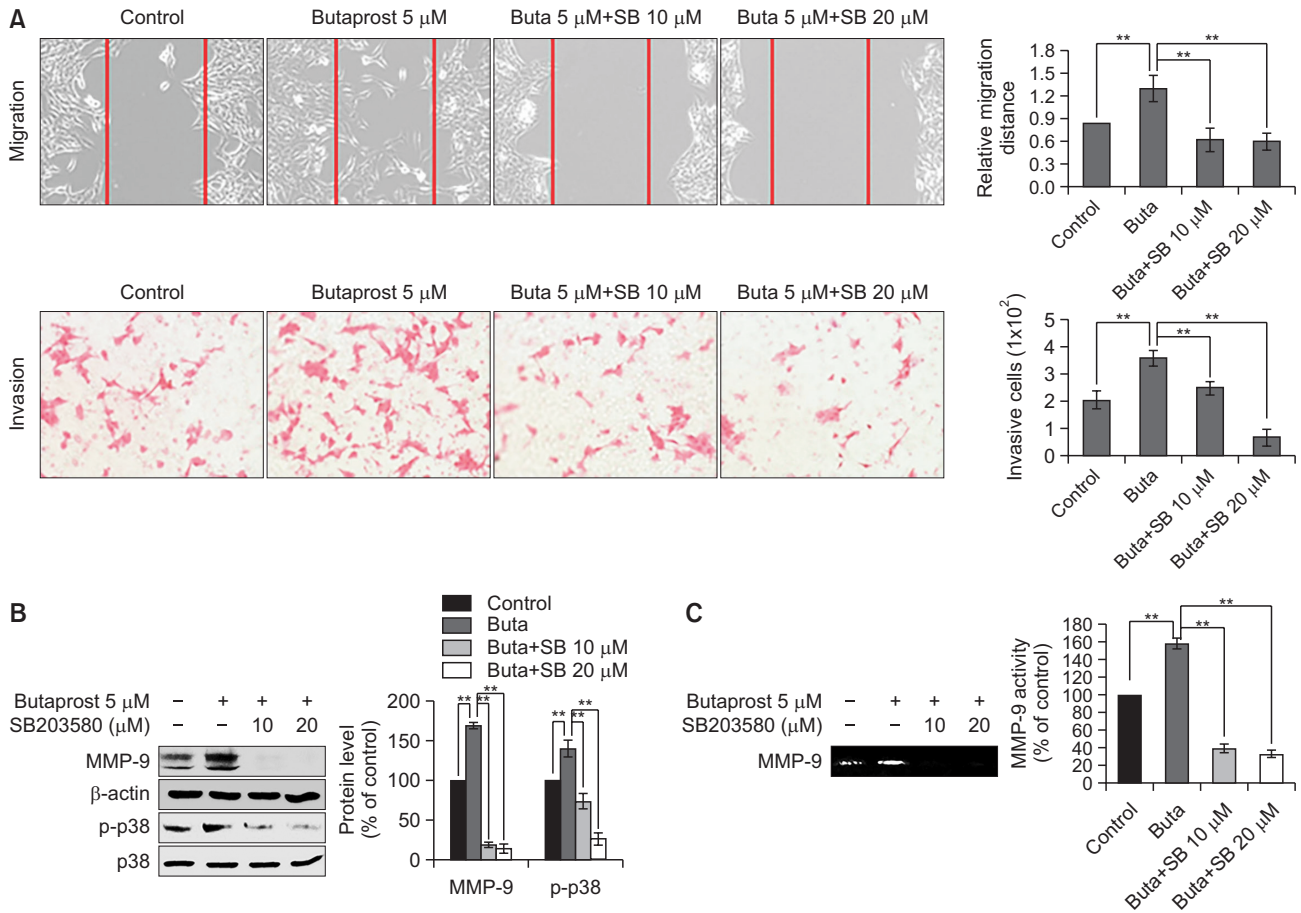 A
Control Butaprost 5 μM Buta 5 μM+SB 10 μM Buta 5 μM+SB 20 μM
Migration
Relative migration
distance
1.8
1.5
1.2
0.9
0.6
0.3
0.0
** ** **
Control Buta Buta+SB 10 μM Buta+SB 20 μM
Control Butaprost 5 μM Buta 5 μM+SB 10 μM Buta 5 μM+SB 20 μM
Invasion
Invasive cells (1x10²)
5
4
3
2
1
0
** ** **
Control Buta Buta+SB 10 μM Buta+SB 20 μM
B
Butaprost 5 μM – + + +
SB203580 (μM) – – 10 20
MMP-9
β-actin
p-p38
p38
Control
Buta
Buta+SB 10 μM
Buta+SB 20 μM
Protein level
(% of control)
200
150
100
50
0
** ** ** ** ** **
MMP-9 p-p38
C
Butaprost 5 μM – + + +
SB203580 (μM) – – 10 20
MMP-9
MMP-9 activity
(% of control)
180
160
140
120
100
80
60
40
20
0
** ** **
Control Buta Buta+SB 10 μM Buta+SB 20 μM